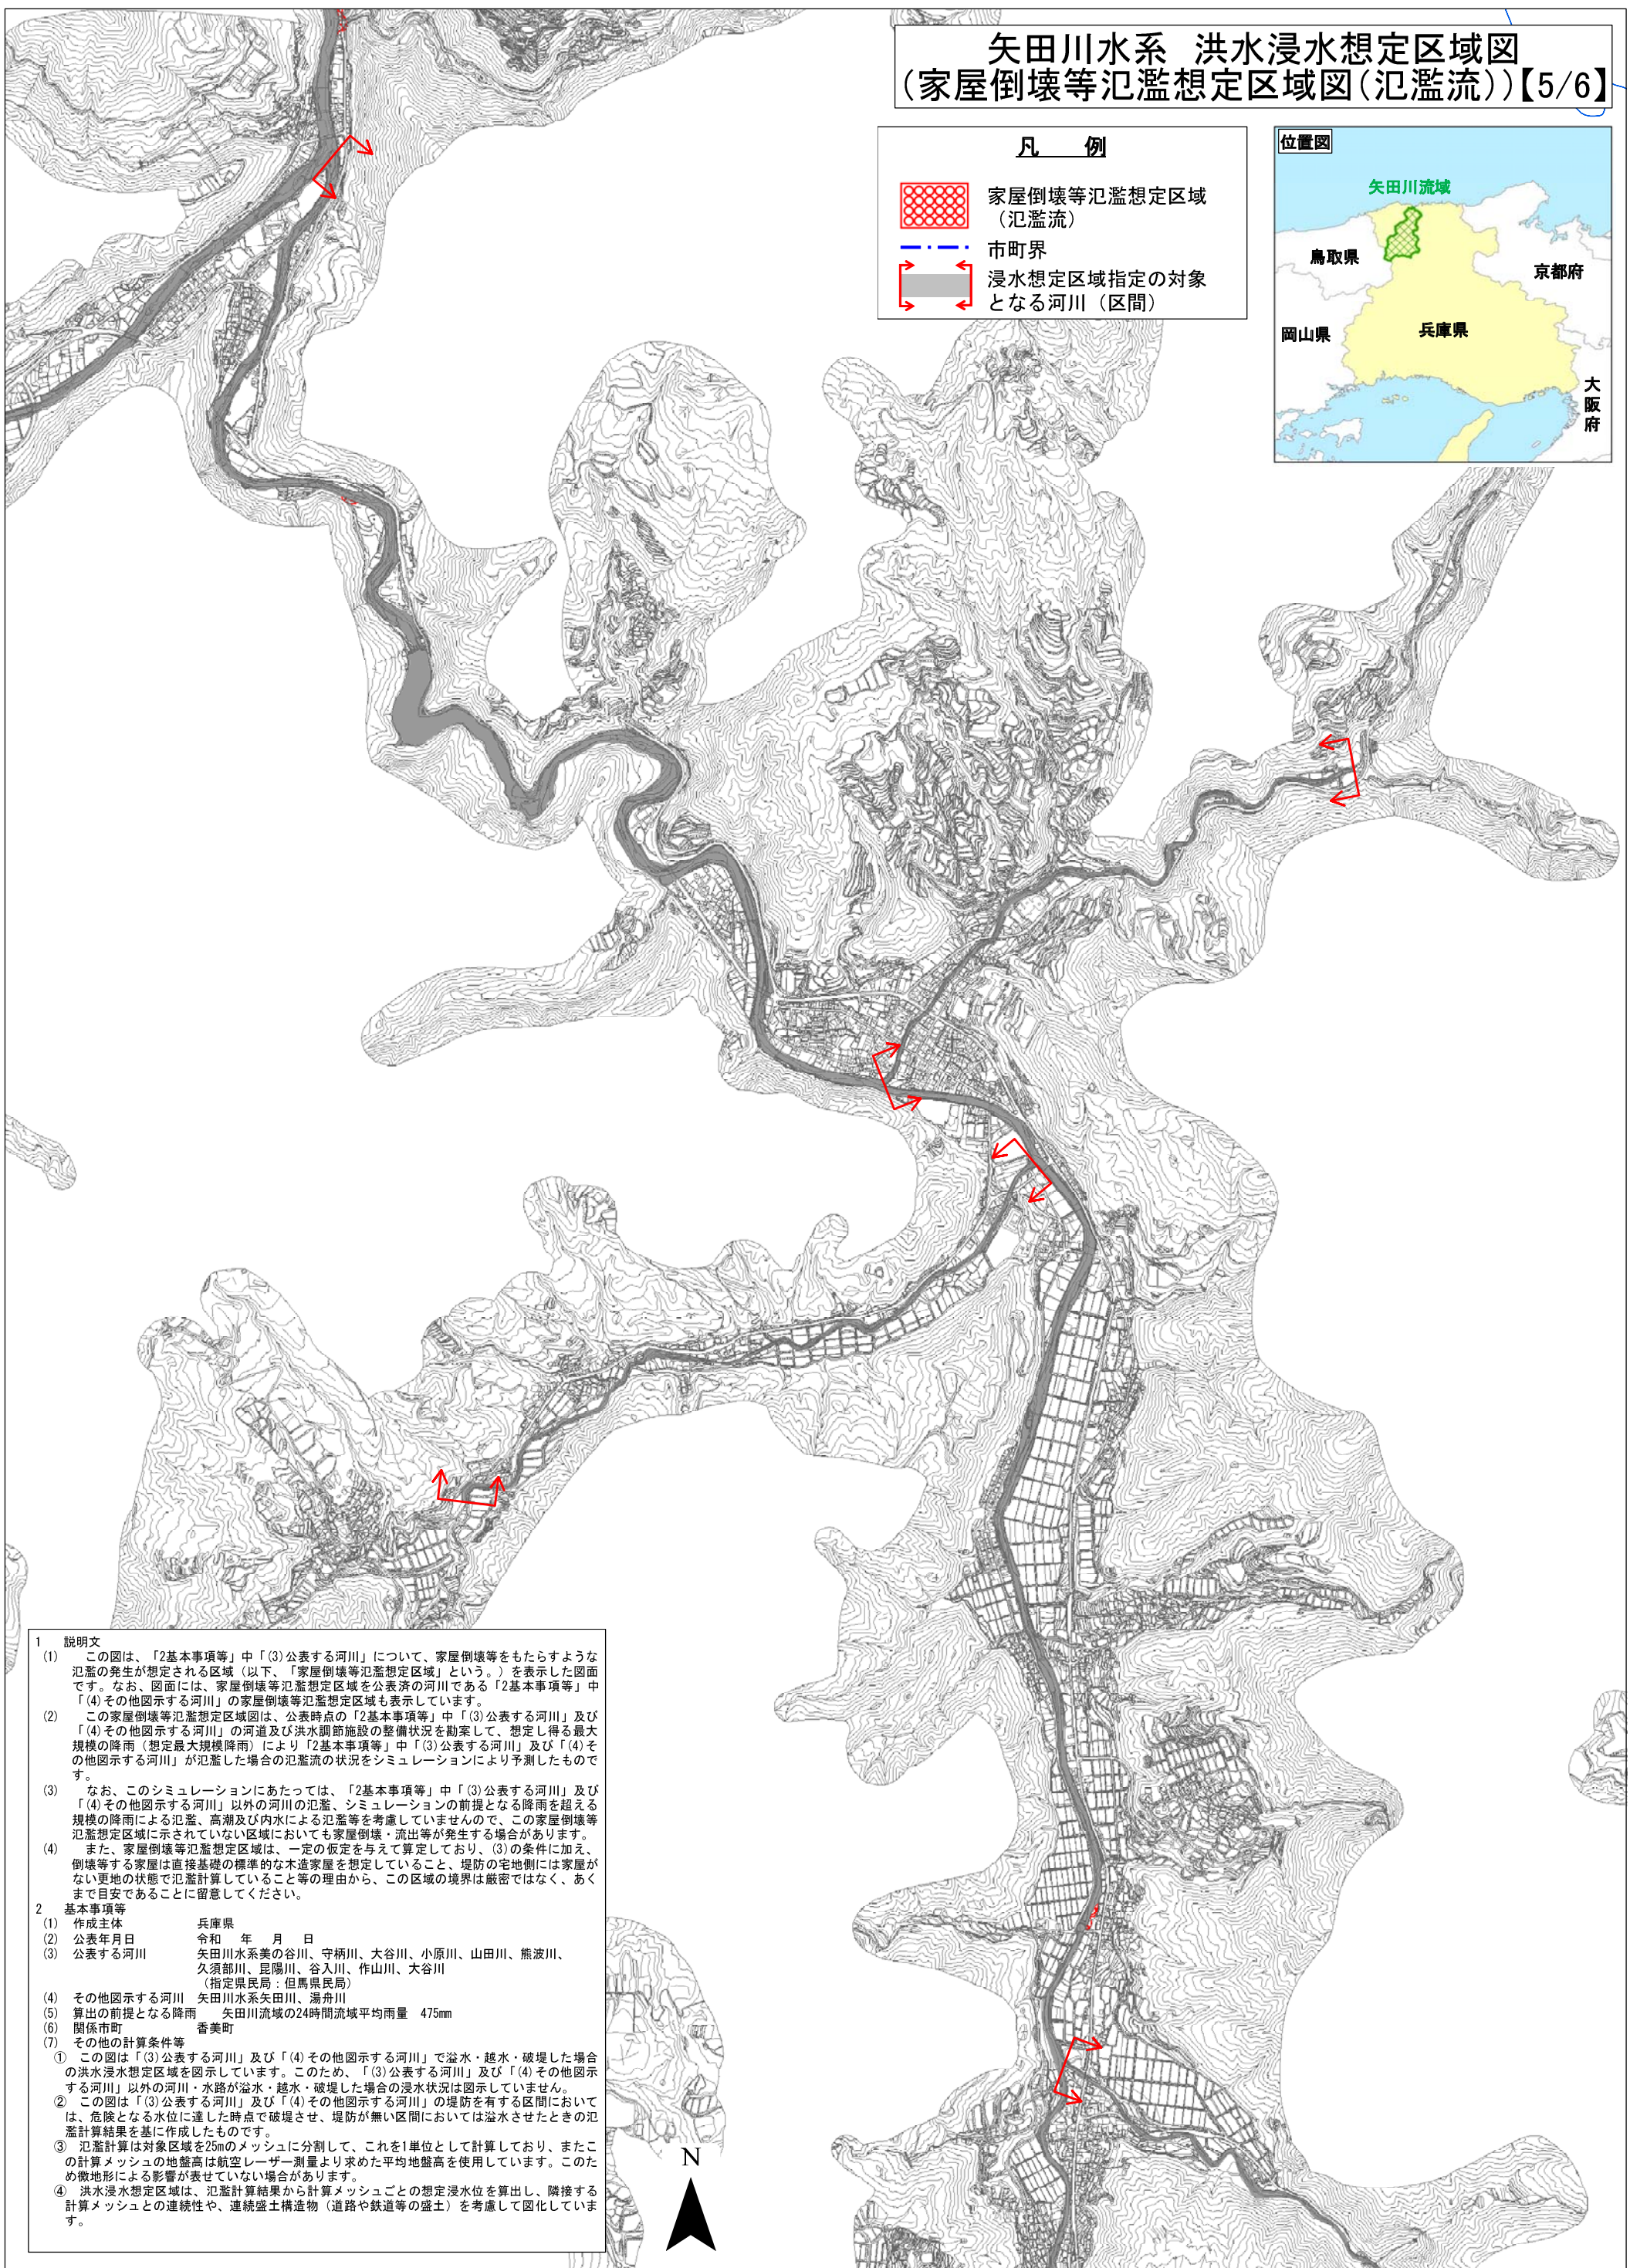 矢田川水系 洪水浸水想定区域図
(家屋倒壊等氾濫想定区域図(氾濫流))【5/6】
凡 例
家屋倒壊等氾濫想定区域
(氾濫流)
市町界
浸水想定区域指定の対象
となる河川(区間)
位置図
矢田川流域
鳥取県
京都府
岡山県
兵庫県
大阪府
1 説明文
(1) この図は、「2基本事項等」中「(3)公表する河川」について、家屋倒壊等をもたらすような
氾濫の発生が想定される区域(以下、「家屋倒壊等氾濫想定区域」という。)を表示した図面
です。なお、図面には、家屋倒壊等氾濫想定区域を公表済の河川である「2基本事項等」中
「(4)その他図示する河川」の家屋倒壊等氾濫想定区域も表示しています。
(2) この家屋倒壊等氾濫想定区域図は、公表時点の「2基本事項等」中「(3)公表する河川」及び
「(4)その他図示する河川」の河道及び洪水調節施設の整備状況を勘案して、想定し得る最大
規模の降雨(想定最大規模降雨)により「2基本事項等」中「(3)公表する河川」及び「(4)そ
の他図示する河川」が氾濫した場合の氾濫流の状況をシミュレーションにより予測したもので
す。
(3) なお、このシミュレーションにあたっては、「2基本事項等」中「(3)公表する河川」及び
「(4)その他図示する河川」以外の河川の氾濫、シミュレーションの前提となる降雨を超える
規模の降雨による氾濫、高潮及び内水による氾濫等を考慮していませんので、この家屋倒壊等
氾濫想定区域に示されていない区域においても家屋倒壊・流出等が発生する場合があります。
(4) また、家屋倒壊等氾濫想定区域は、一定の仮定を与えて算定しており、(3)の条件に加え、
倒壊等する家屋は直接基礎の標準的な木造家屋を想定していること、堤防の宅地側には家屋が
ない更地の状態で氾濫計算していること等の理由から、この区域の境界は厳密ではなく、あく
まで目安であることに留意してください。
2 基本事項等
(1) 作成主体 兵庫県
(2) 公表年月日 令和 年 月 日
(3) 公表する河川 矢田川水系美の谷川、守柄川、大谷川、小原川、山田川、熊波川、
久須部川、昆陽川、谷入川、作山川、大谷川
(指定県民局:但馬県民局)
(4) その他図示する河川 矢田川水系矢田川、湯舟川
(5) 算出の前提となる降雨 矢田川流域の24時間流域平均雨量 475mm
(6) 関係市町 香美町
(7) その他の計算条件等
① この図は「(3)公表する河川」及び「(4)その他図示する河川」で溢水・越水・破堤した場合
の洪水浸水想定区域を図示しています。このため、「(3)公表する河川」及び「(4)その他図示
する河川」以外の河川・水路が溢水・越水・破堤した場合の浸水状況は図示していません。
② この図は「(3)公表する河川」及び「(4)その他図示する河川」の堤防を有する区間において
は、危険となる水位に達した時点で破堤させ、堤防が無い区間においては溢水させたときの氾
濫計算結果を基に作成したものです。
③ 氾濫計算は対象区域を25mのメッシュに分割して、これを1単位として計算しており、またこ
の計算メッシュの地盤高は航空レーザー測量より求めた平均地盤高を使用しています。このた
め微地形による影響が表せていない場合があります。
④ 洪水浸水想定区域は、氾濫計算結果から計算メッシュごとの想定浸水位を算出し、隣接する
計算メッシュとの連続性や、連続盛土構造物(道路や鉄道等の盛土)を考慮して図化していま
す。
N